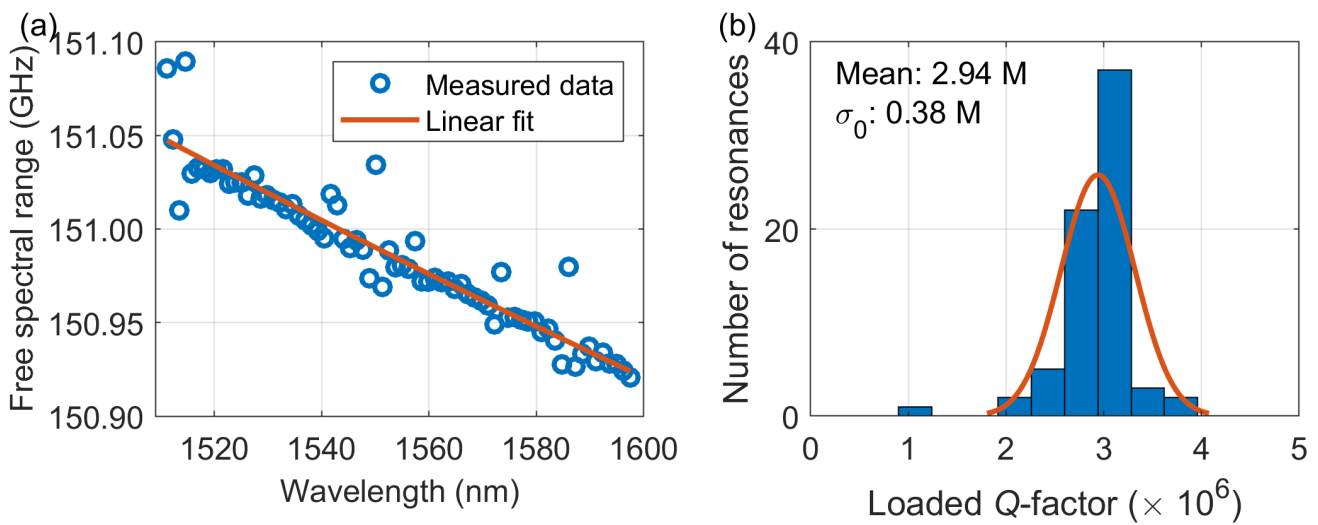 (a)
Free spectral range (GHz)
151.10
151.05
151.00
150.95
150.90
Measured data
Linear fit
1520 1540 1560 1580 1600
Wavelength (nm)
(b)
Number of resonances
40
20
0
Mean: 2.94 M
σ0: 0.38 M
0 1 2 3 4 5
Loaded Q-factor (× 10^6)